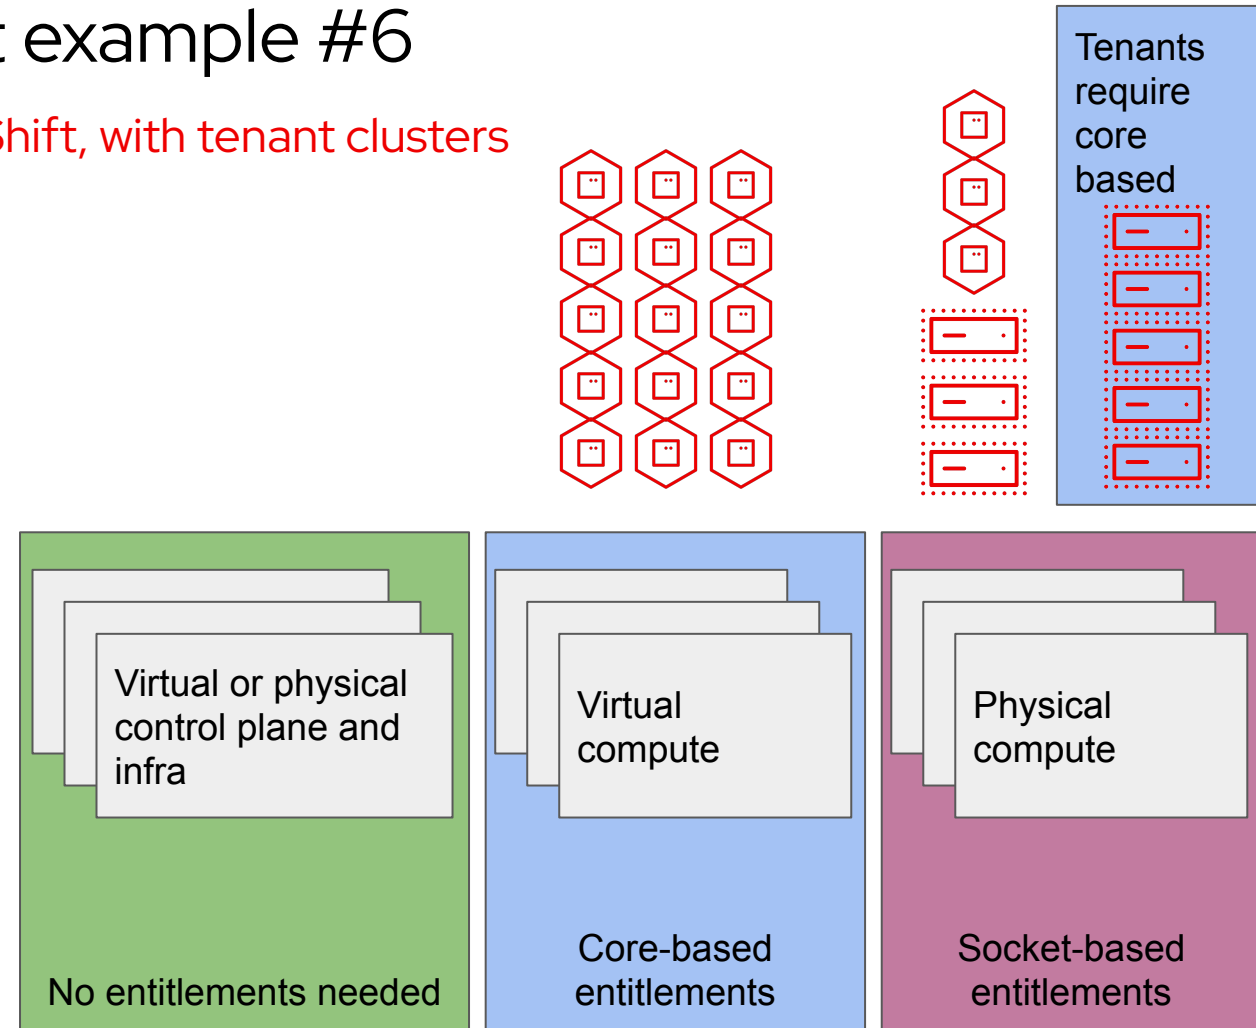 t example #6
Shift, with tenant clusters
Tenants
require
core
based
Virtual or physical
control plane and
infra
No entitlements needed
Virtual
compute
Core-based
entitlements
Physical
compute
Socket-based
entitlements